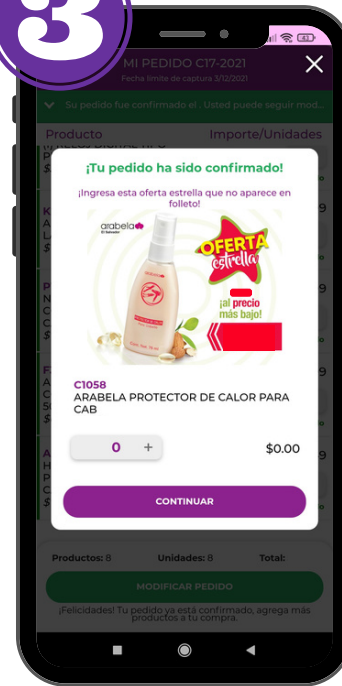 3
41
MI PEDIDO C17-2021
Fecha límite de captura 3/12/2021
Su pedido fue confirmado el . Usted puede seguir mod...
Producto Importe/Unidades
¡Tu pedido ha sido confirmado!
¡Ingresa esta oferta estrella que no aparece en
folleto!
arabela
El Salvador
OFERTA
estrella
¡al precio
más bajo!
C1058
ARABELA PROTECTOR DE CALOR PARA
CAB
0 + $0.00
CONTINUAR
Productos: 8 Unidades: 8 Total:
MODIFICAR PEDIDO
¡Felicidades! Tu pedido ya está confirmado, agrega más
productos a tu compra.